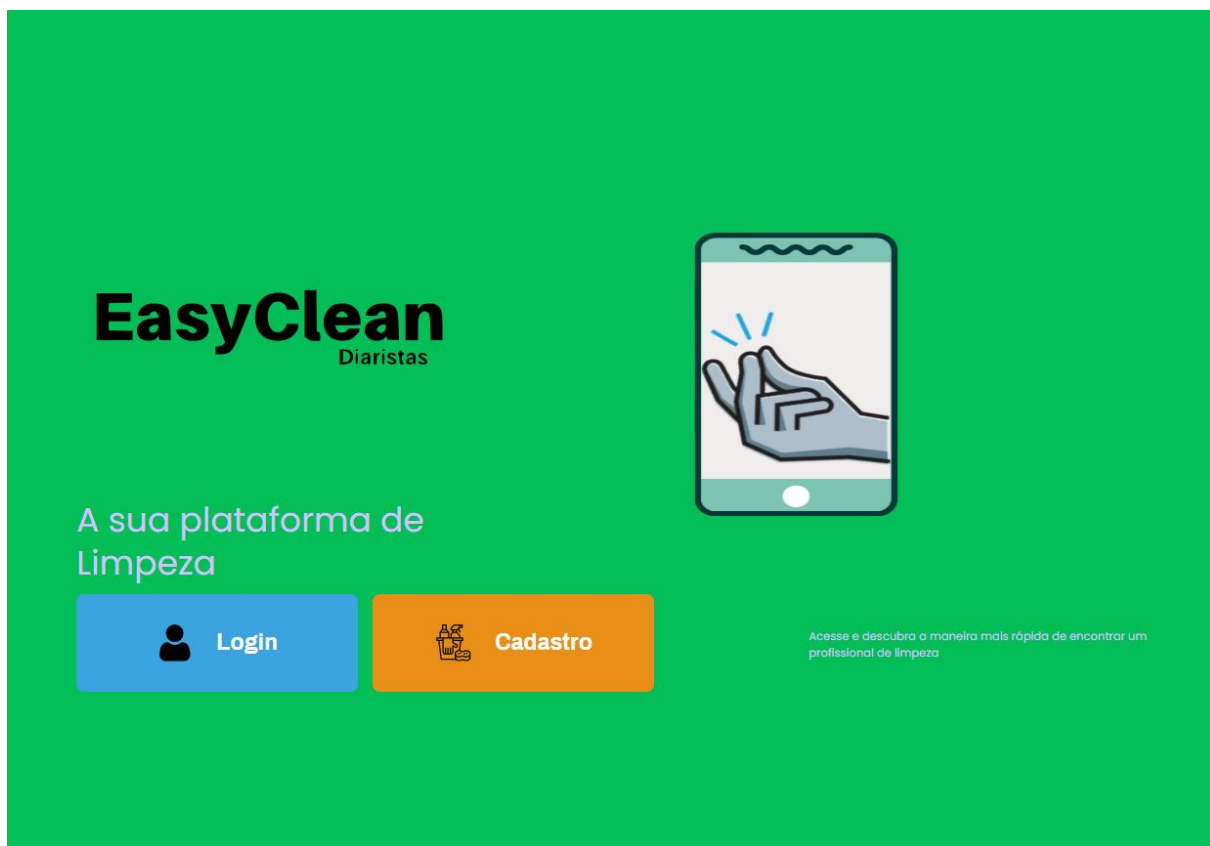 EasyClean
Diaristas
A sua plataforma de
Limpeza
Login
Cadastro
Acesse e descubra a maneira mais rápida de encontrar um
profissional de limpeza